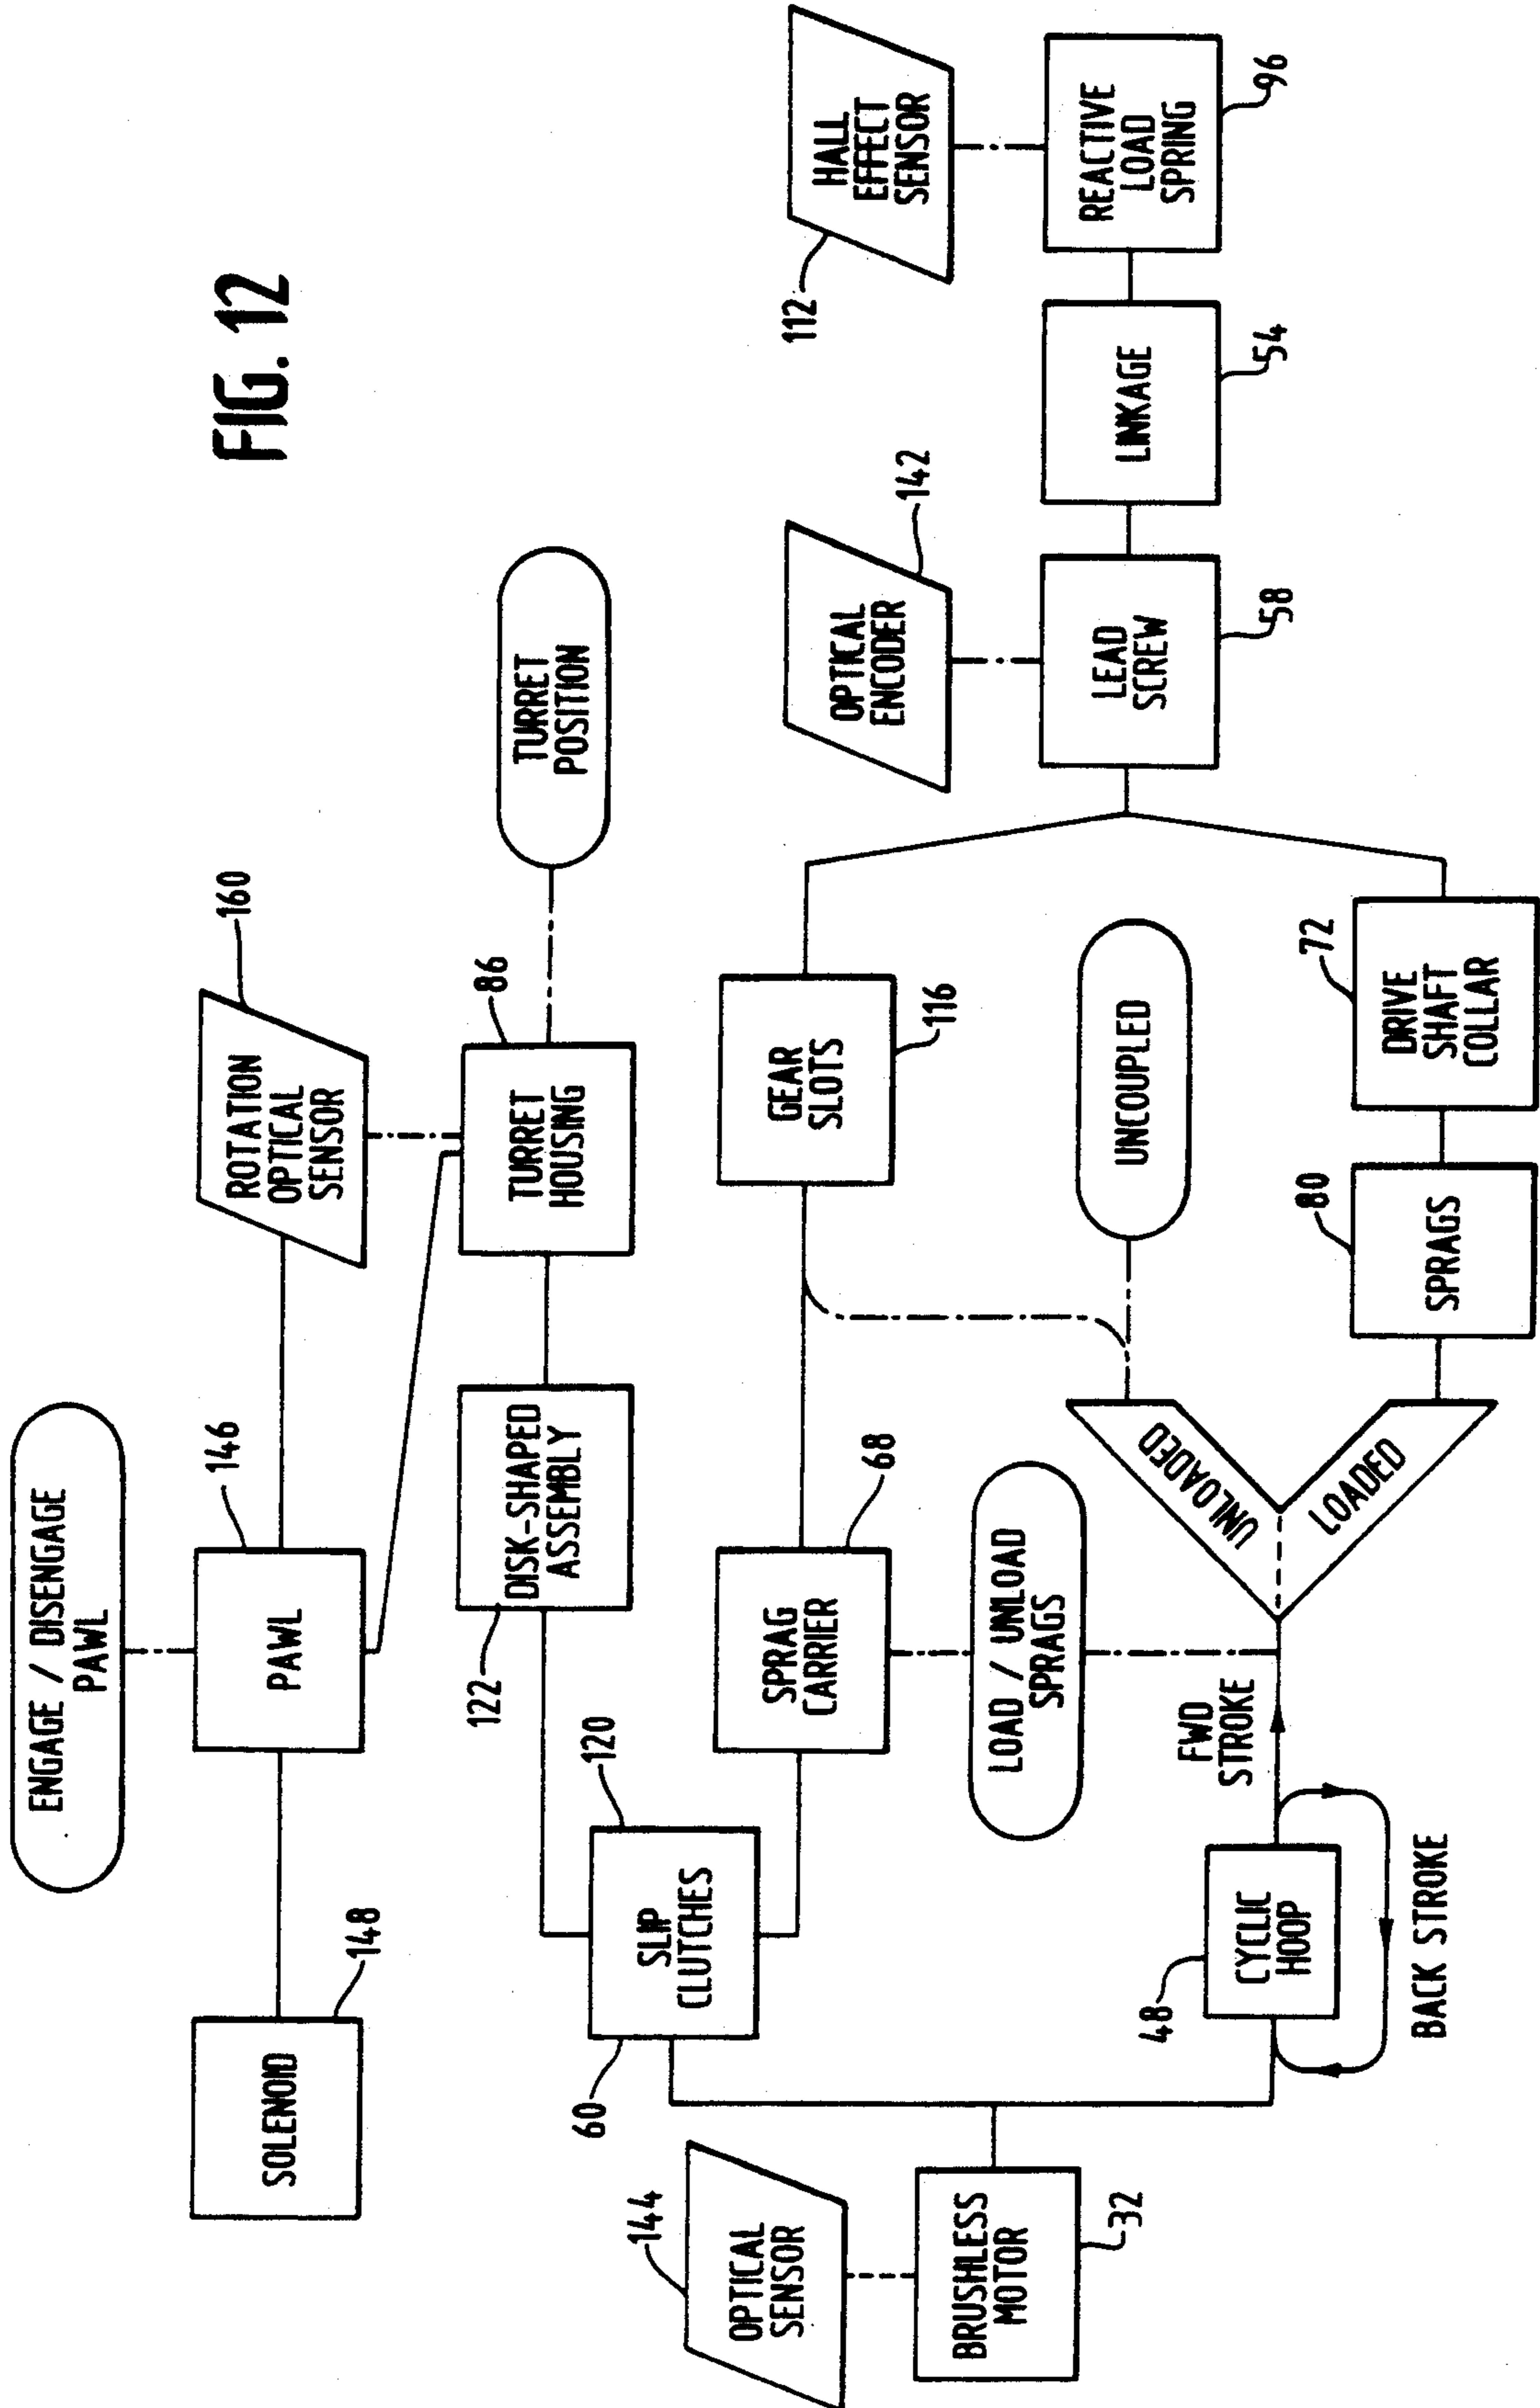 FIG. 12
ENGAGE / DISENGAGE
PAWL
SOLENOID
148
PAWL
146
ROTATION
OPTICAL
SENSOR
160
DISK-SHAPED
ASSEMBLY
122
TURRET
HOUSING
86
TURRET
POSITION
SLIP
CLUTCHES
60
120
SPRAG
CARRIER
68
GEAR
SLOTS
116
OPTICAL
SENSOR
144
BRUSHLESS
MOTOR
32
LOAD / UNLOAD
SPRAGS
UNCOUPLED
OPTICAL
ENCODER
142
LEAD
SCREW
58
LINKAGE
54
HALL
EFFECT
SENSOR
112
REACTIVE
LOAD
SPRING
96
CYCLIC
HOOP
48
FWD
STROKE
BACK STROKE
UNLOADED
LOADED
SPRAGS
80
DRIVE
SHAFT
COLLAR
72